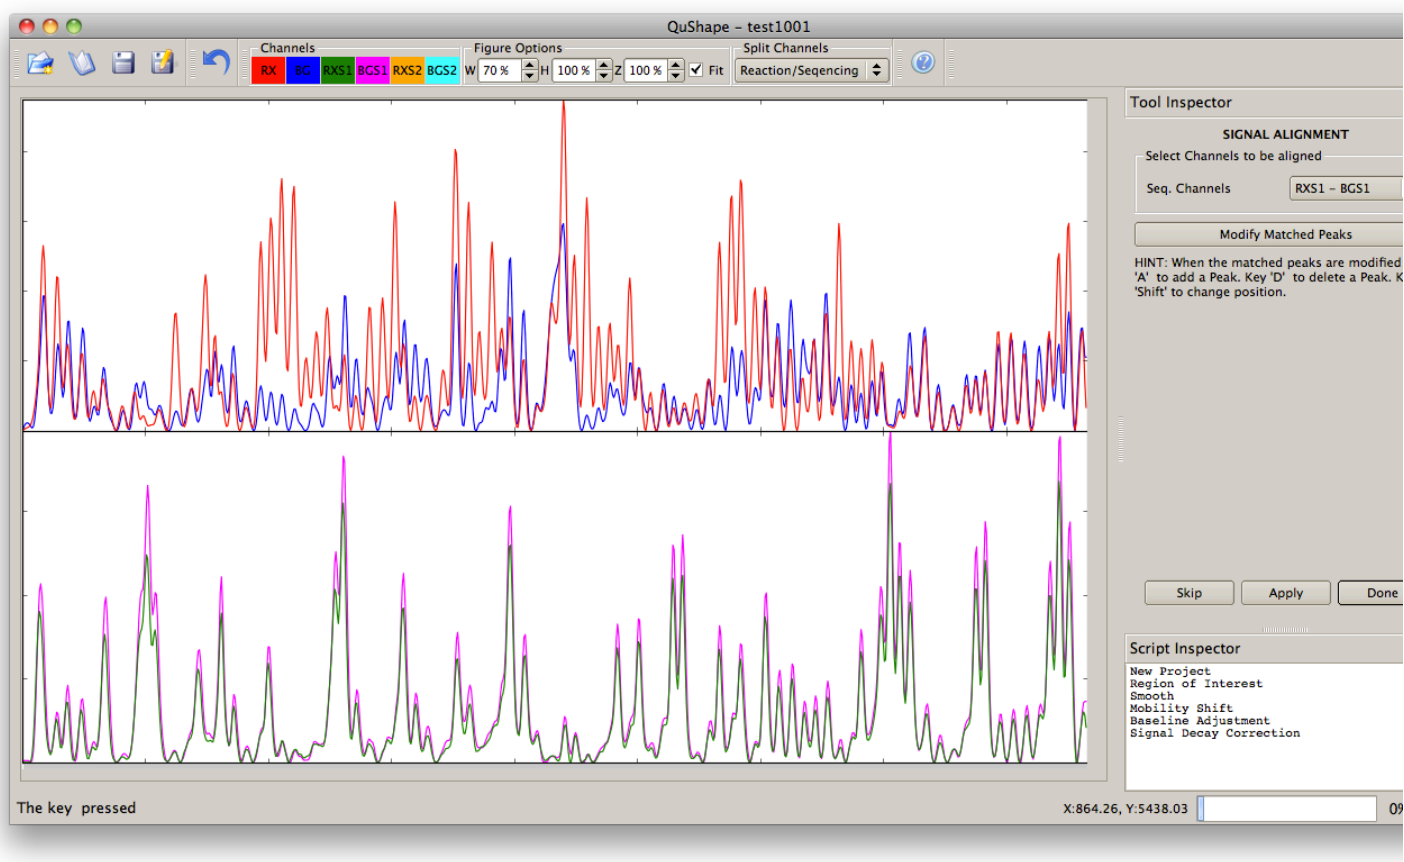 QuShape - test1001
Channels
Figure Options
Split Channels
RX BG RXS1 BGS1 RXS2 BGS2
W 70 % H 100 % Z 100 % Fit
Reaction/Seqencing
Tool Inspector
SIGNAL ALIGNMENT
Select Channels to be aligned
Seq. Channels RXS1 - BGS1
Modify Matched Peaks
HINT: When the matched peaks are modified
'A' to add a Peak. Key 'D' to delete a Peak. K
'Shift' to change position.
Skip Apply Done
Script Inspector
New Project
Region of Interest
Smooth
Mobility Shift
Baseline Adjustment
Signal Decay Correction
The key pressed
X:864.26, Y:5438.03
0%